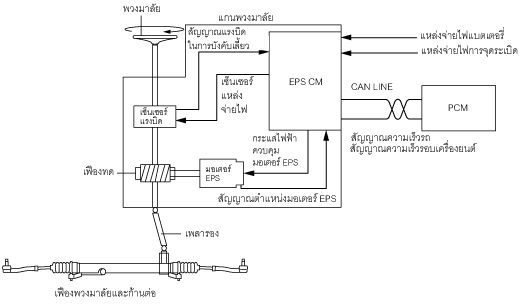 พวงมาลัย
แกนพวงมาลัย
สัญญาณแรงบิด
ในการบังคับเลี้ยว
แหล่งจ่ายไฟแบตเตอรี่
แหล่งจ่ายไฟการจุดระเบิด
EPS CM
เซ็นเซอร์
แหล่ง
จ่ายไฟ
CAN LINE
PCM
เซ็นเซอร์
แรงบิด
กระแสไฟฟ้า
ควบคุม
มอเตอร์ EPS
สัญญาณความเร็วรถ
สัญญาณความเร็วรอบเครื่องยนต์
เฟืองทด
มอเตอร์
EPS
สัญญาณตำแหน่งมอเตอร์ EPS
เพลารอง
เฟืองพวงมาลัยและก้านต่อ